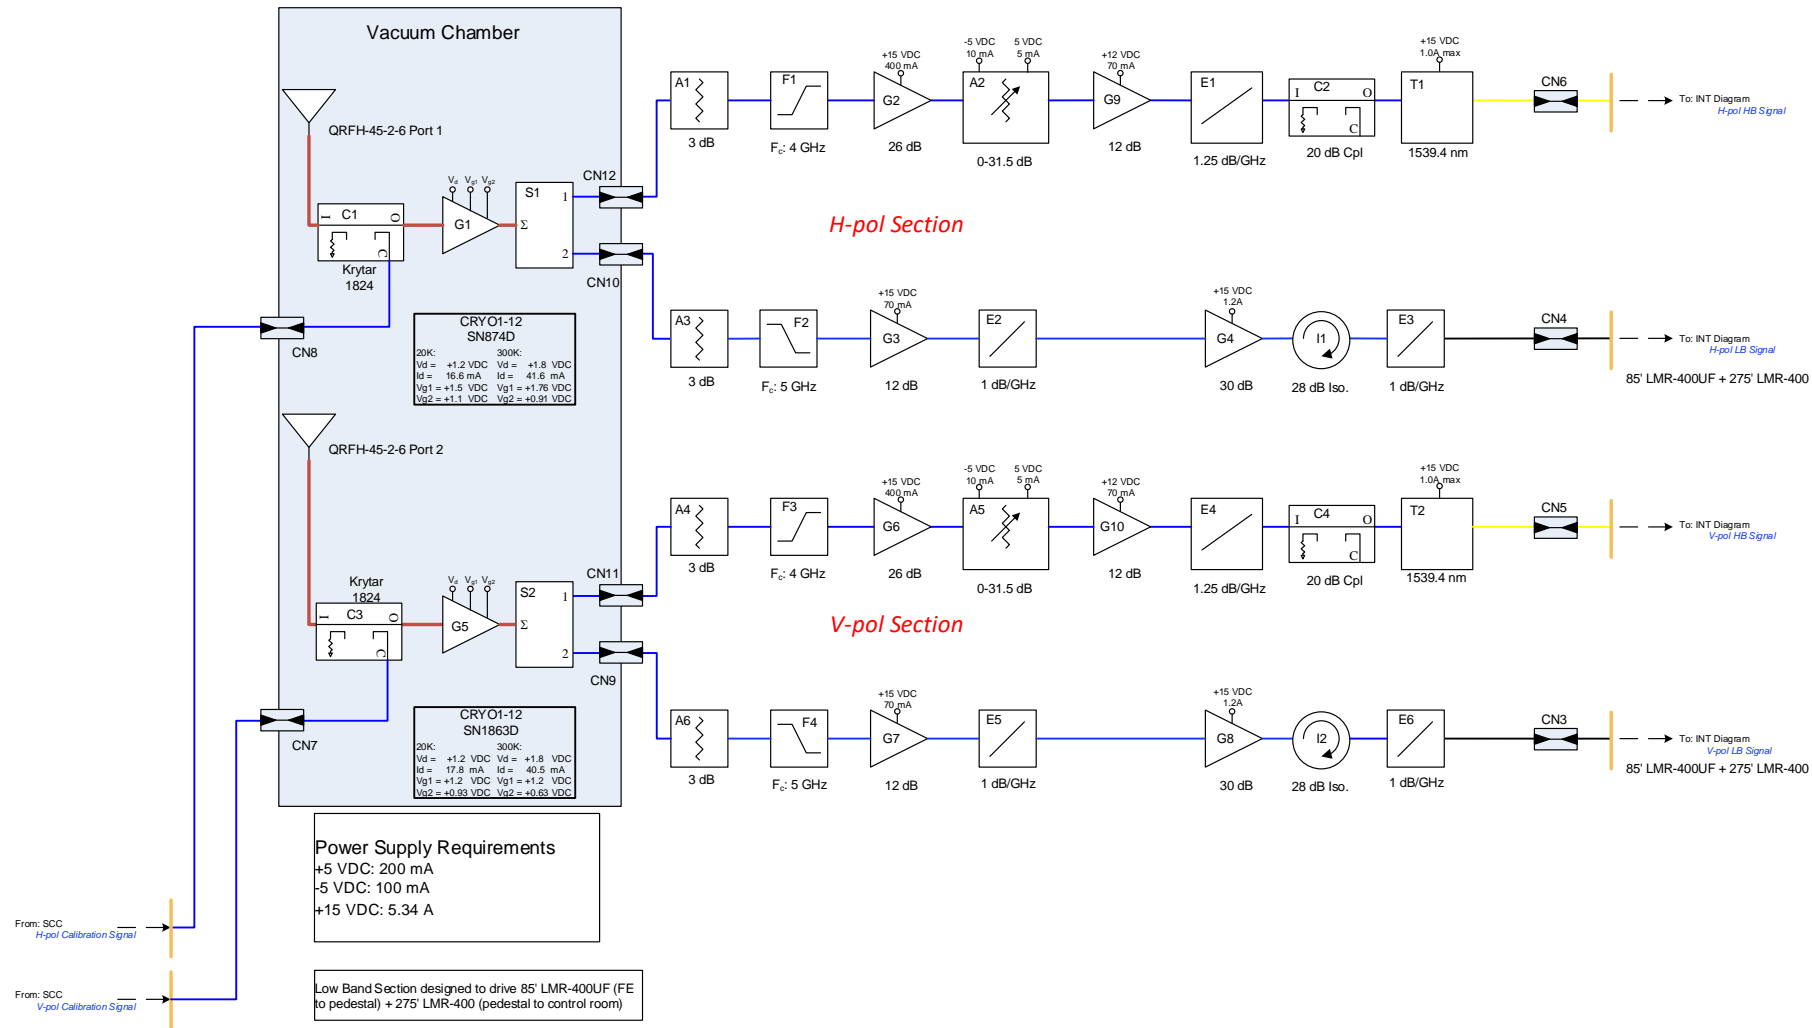 Vacuum Chamber
QRFH-45-2-6 Port 1
C1
I
O
C
Krytar
1824
Vd Vg1 Vg2
G1
S1
Σ
1
2
CN12
CN10
CN8
CRYO1-12
SN874D
20K: 300K:
Vd = +1.2 VDC Vd = +1.8 VDC
Id = 16.6 mA Id = 41.6 mA
Vg1 = +1.5 VDC Vg1 = +1.76 VDC
Vg2 = +1.1 VDC Vg2 = +0.91 VDC
A1
3 dB
F1
Fc: 4 GHz
+15 VDC
400 mA
G2
26 dB
-5 VDC
10 mA
5 VDC
5 mA
A2
0-31.5 dB
+12 VDC
70 mA
G9
12 dB
E1
1.25 dB/GHz
C2
I
O
C
20 dB Cpl
+15 VDC
1.0A max
T1
1539.4 nm
CN6
To: INT Diagram
H-pol HB Signal
H-pol Section
A3
3 dB
F2
Fc: 5 GHz
+15 VDC
70 mA
G3
12 dB
E2
1 dB/GHz
+15 VDC
1.2A
G4
30 dB
I1
28 dB Iso.
E3
1 dB/GHz
CN4
To: INT Diagram
H-pol LB Signal
85' LMR-400UF + 275' LMR-400
QRFH-45-2-6 Port 2
Krytar
1824
C3
I
O
C
Vd Vg1 Vg2
G5
S2
Σ
1
2
CN11
CN9
CN7
CRYO1-12
SN1863D
20K: 300K:
Vd = +1.2 VDC Vd = +1.8 VDC
Id = 17.8 mA Id = 40.5 mA
Vg1 = +1.2 VDC Vg1 = +1.2 VDC
Vg2 = +0.93 VDC Vg2 = +0.63 VDC
A4
3 dB
F3
Fc: 4 GHz
+15 VDC
400 mA
G6
26 dB
-5 VDC
10 mA
5 VDC
5 mA
A5
0-31.5 dB
+12 VDC
70 mA
G10
12 dB
E4
1.25 dB/GHz
C4
I
O
C
20 dB Cpl
+15 VDC
1.0A max
T2
1539.4 nm
CN5
To: INT Diagram
V-pol HB Signal
V-pol Section
A6
3 dB
F4
Fc: 5 GHz
+15 VDC
70 mA
G7
12 dB
E5
1 dB/GHz
+15 VDC
1.2A
G8
30 dB
I2
28 dB Iso.
E6
1 dB/GHz
CN3
To: INT Diagram
V-pol LB Signal
85' LMR-400UF + 275' LMR-400
Power Supply Requirements
+5 VDC: 200 mA
-5 VDC: 100 mA
+15 VDC: 5.34 A
From: SCC
H-pol Calibration Signal
From: SCC
V-pol Calibration Signal
Low Band Section designed to drive 85' LMR-400UF (FE
to pedestal) + 275' LMR-400 (pedestal to control room)